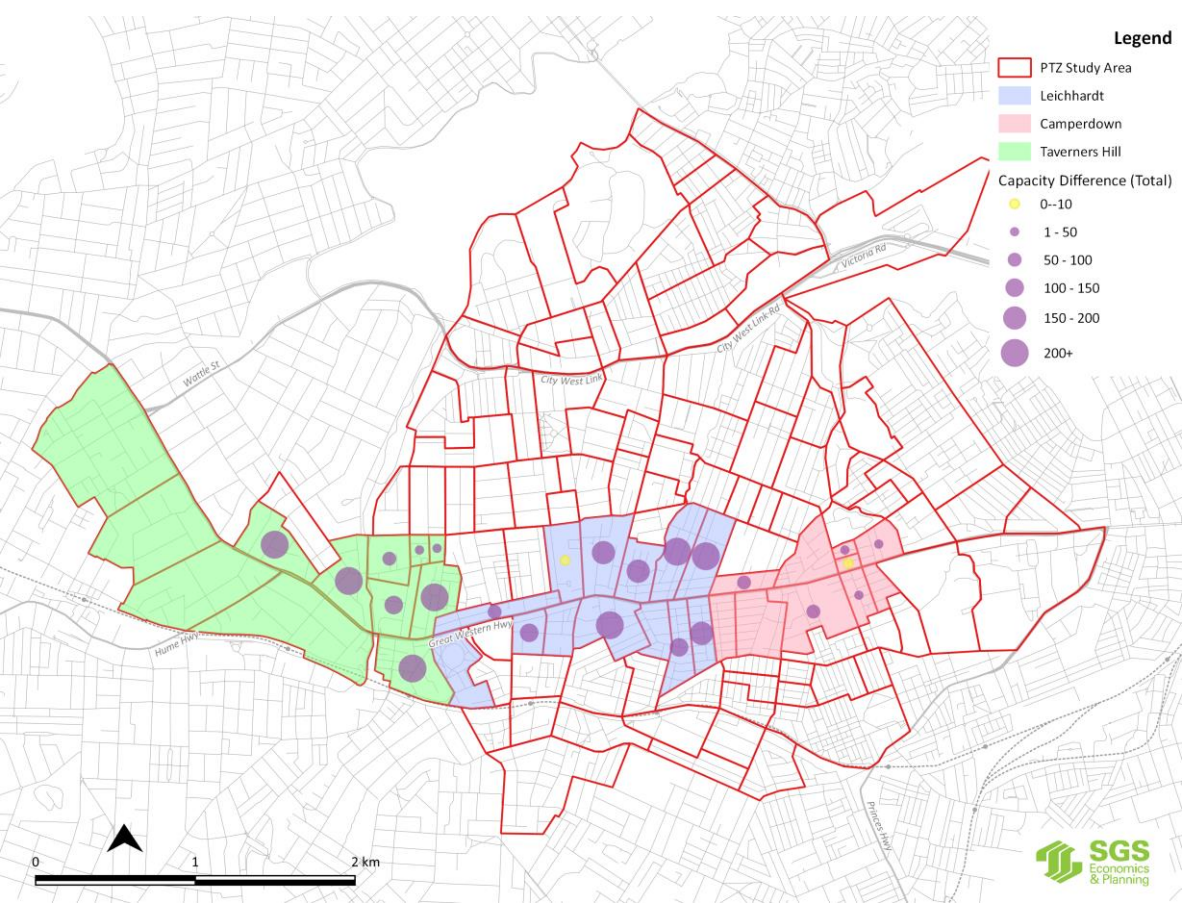 Legend
PTZ Study Area
Leichhardt
Camperdown
Taverners Hill
Capacity Difference (Total)
0--10
1 - 50
50 - 100
100 - 150
150 - 200
200+
Victoria Rd
City West Link Rd
Wattle St
City West Link
Great Western Hwy
Hume Hwy
Princes Hwy
0 1 2 km
SGS
Economics
& Planning